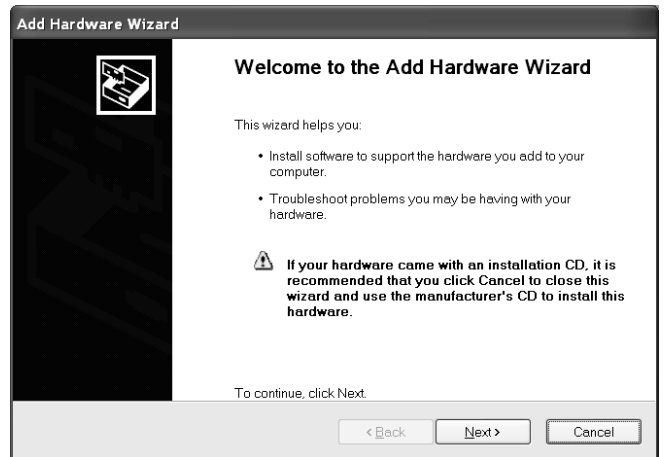 Add Hardware Wizard
Welcome to the Add Hardware Wizard
This wizard helps you:
• Install software to support the hardware you add to your
computer.
• Troubleshoot problems you may be having with your
hardware.
If your hardware came with an installation CD, it is
recommended that you click Cancel to close this
wizard and use the manufacturer's CD to install this
hardware.
To continue, click Next.
< Back Next > Cancel